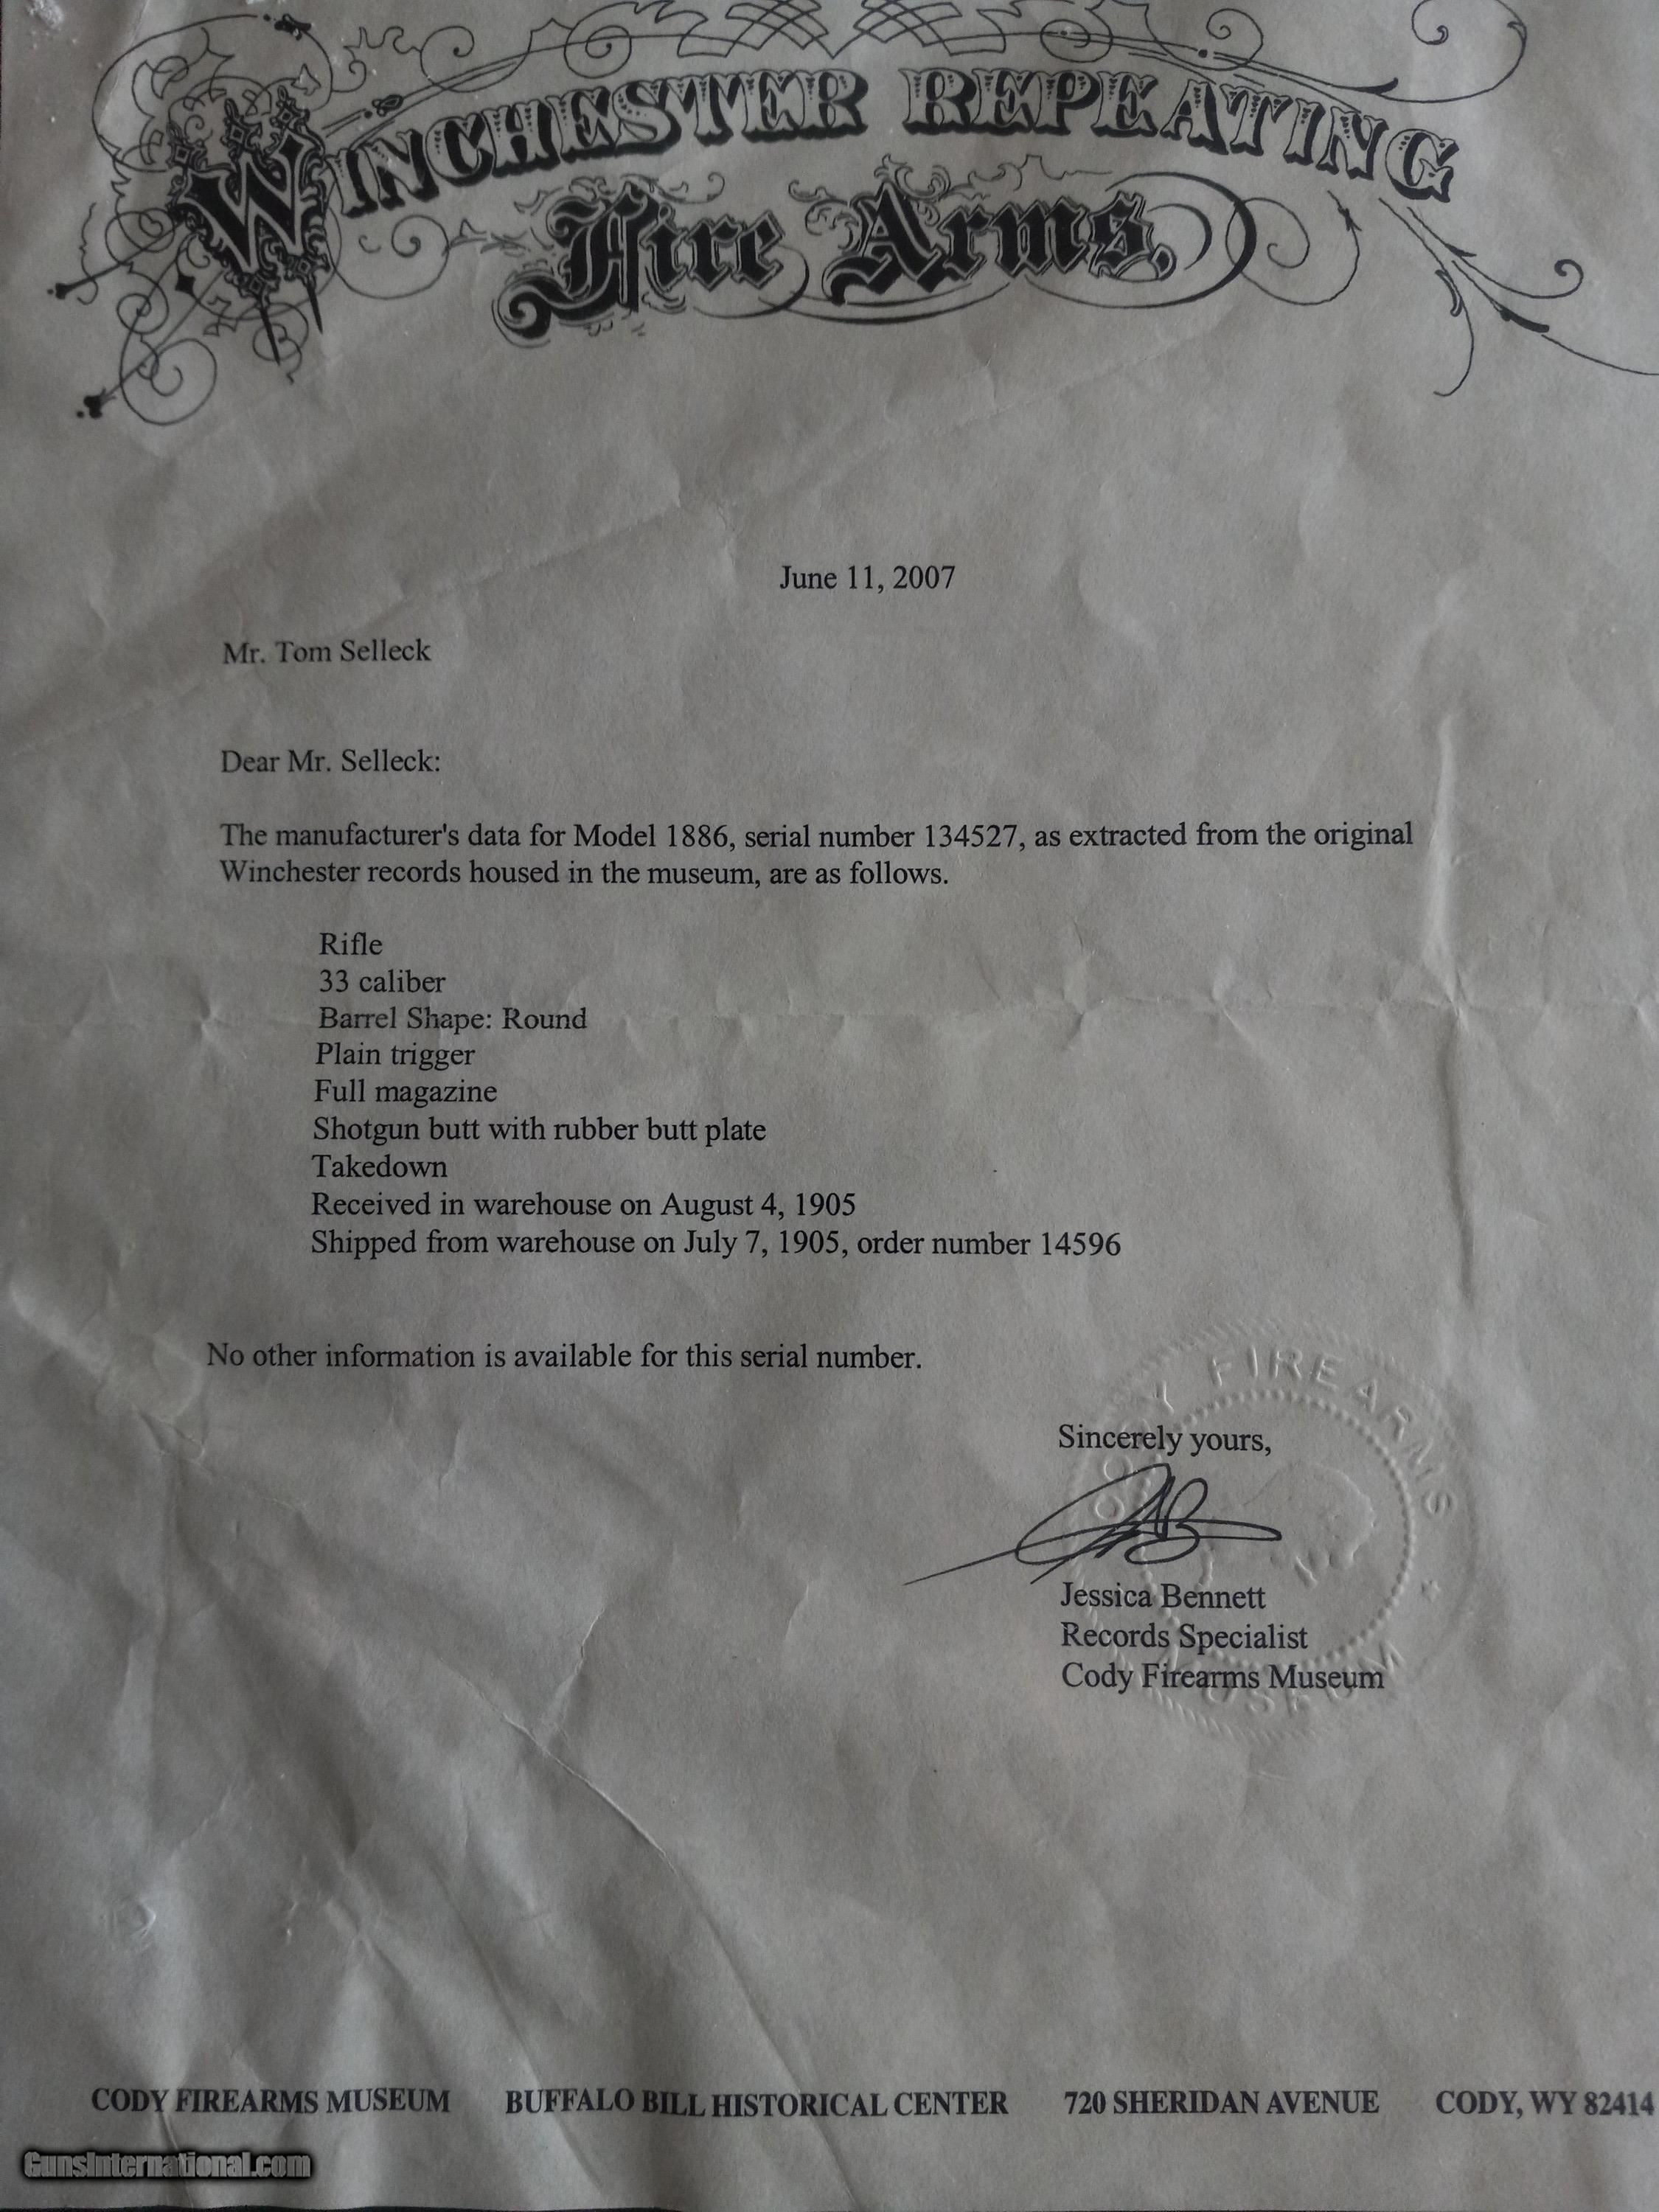 WINCHESTER REPEATING
Fire Arms.
June 11, 2007
Mr. Tom Selleck
Dear Mr. Selleck:
The manufacturer's data for Model 1886, serial number 134527, as extracted from the original
Winchester records housed in the museum, are as follows.
Rifle
33 caliber
Barrel Shape: Round
Plain trigger
Full magazine
Shotgun butt with rubber butt plate
Takedown
Received in warehouse on August 4, 1905
Shipped from warehouse on July 7, 1905, order number 14596
No other information is available for this serial number.
CODY FIREARMS
MUSEUM
Sincerely yours,
Jessica Bennett
Records Specialist
Cody Firearms Museum
CODY FIREARMS MUSEUM BUFFALO BILL HISTORICAL CENTER 720 SHERIDAN AVENUE CODY, WY 82414
GunsInternational.com